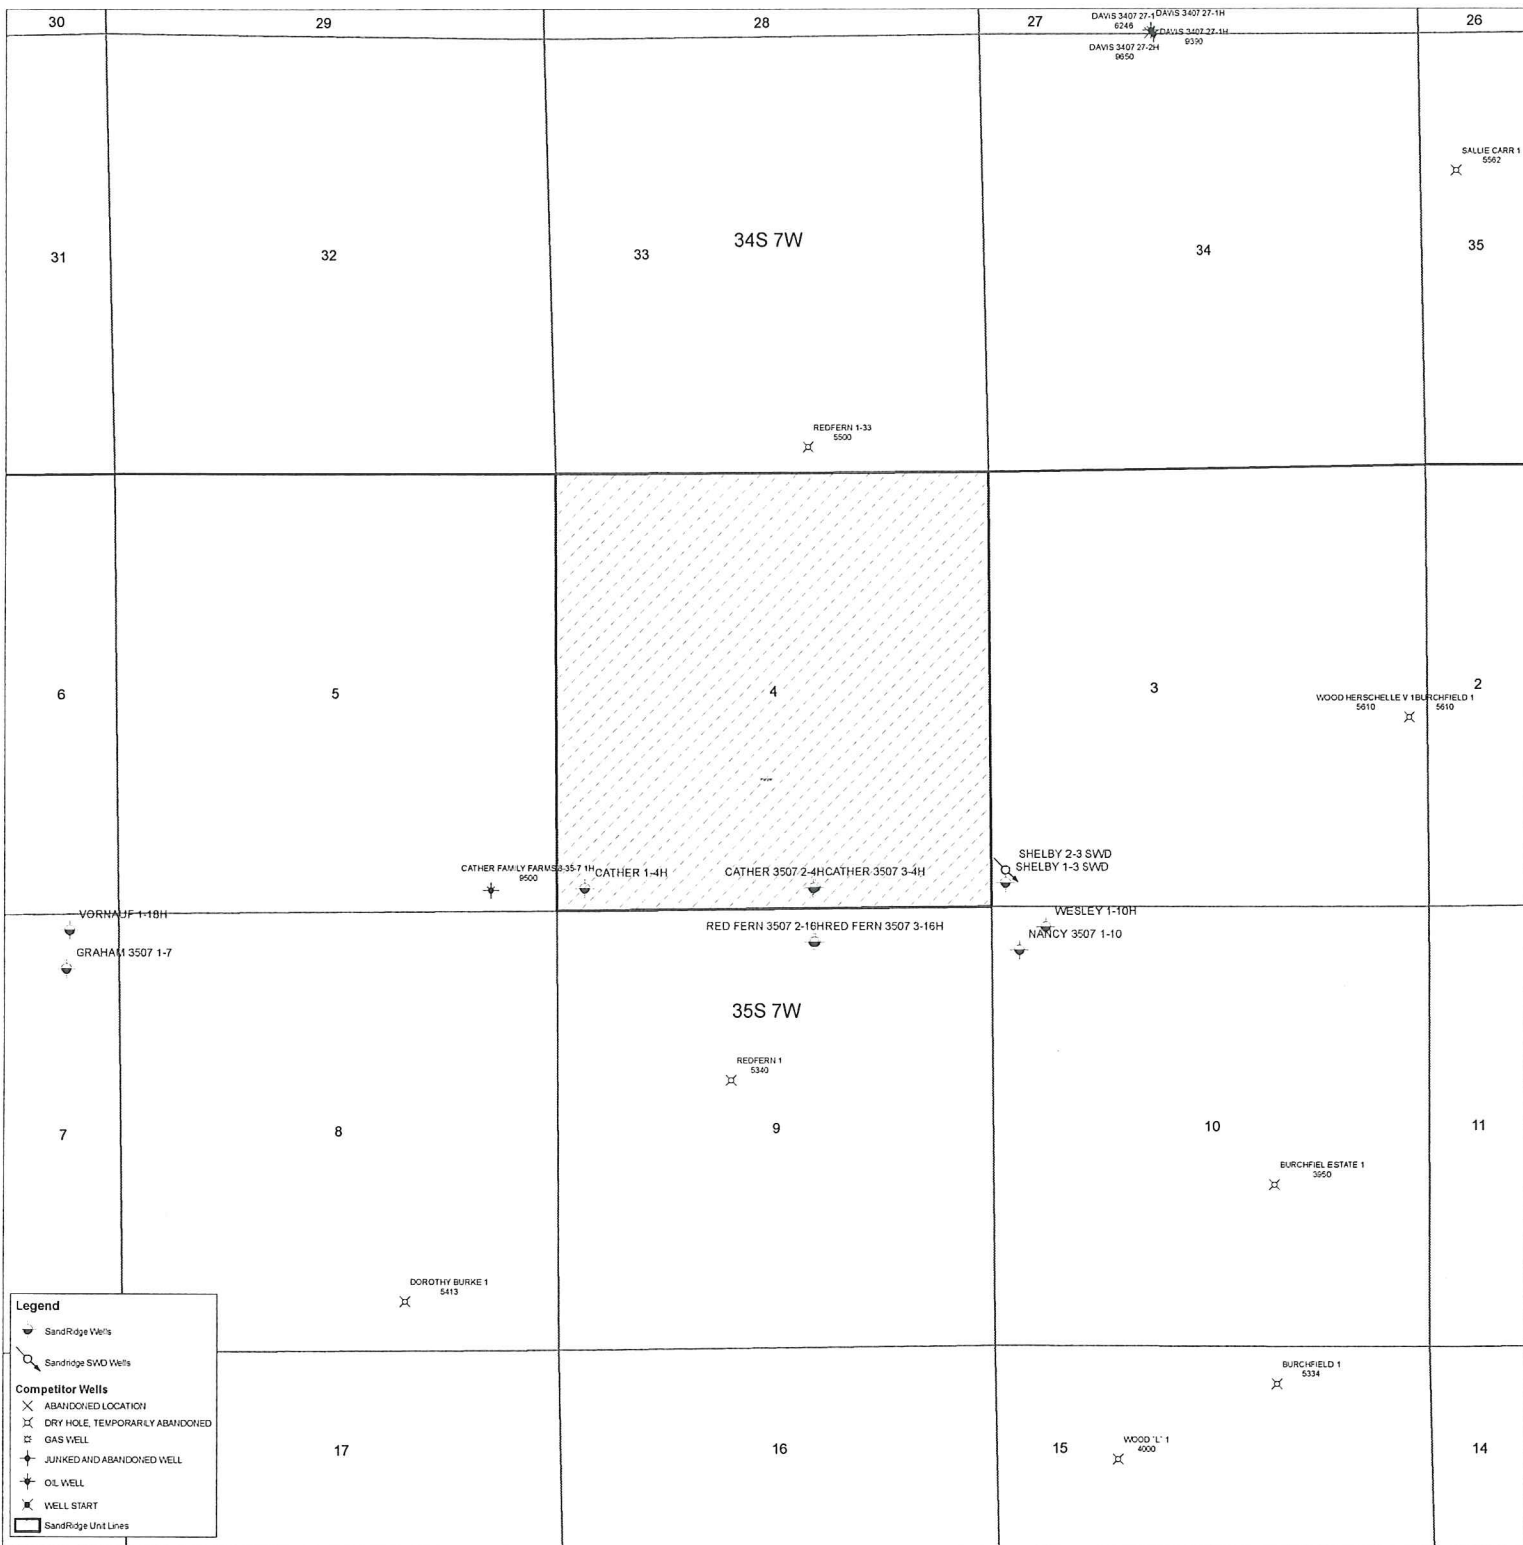 30
29
28
27
26
DAVIS 3407 27-1
DAVIS 3407 27-1H
6246
DAVIS 3407 27-1H
9390
DAVIS 3407 27-2H
9650
SALLIE CARR 1
5562
31
32
33
34S 7W
34
35
REDFERN 1-33
5500
6
5
4
3
2
WOOD HERSCHELLE V 1BURCHFIELD 1
5610
5610
SHELBY 2-3 SWD
SHELBY 1-3 SWD
CATHER FAMILY FARMS 8-35-7 1H
9500
CATHER 1-4H
CATHER 3507 2-4HCATHER 3507 3-4H
VORNAUF 1-18H
GRAHAM 3507 1-7
RED FERN 3507 2-16HRED FERN 3507 3-16H
WESLEY 1-10H
NANCY 3507 1-10
35S 7W
REDFERN 1
5340
7
8
9
10
11
BURCHFIEL ESTATE 1
3950
DOROTHY BURKE 1
5413
BURCHFIELD 1
5334
WOOD "L" 1
4000
17
16
15
14
Legend
SandRidge Wells
Sandridge SWD Wells
Competitor Wells
ABANDONED LOCATION
DRY HOLE, TEMPORARILY ABANDONED
GAS WELL
JUNKED AND ABANDONED WELL
OIL WELL
WELL START
SandRidge Unit Lines